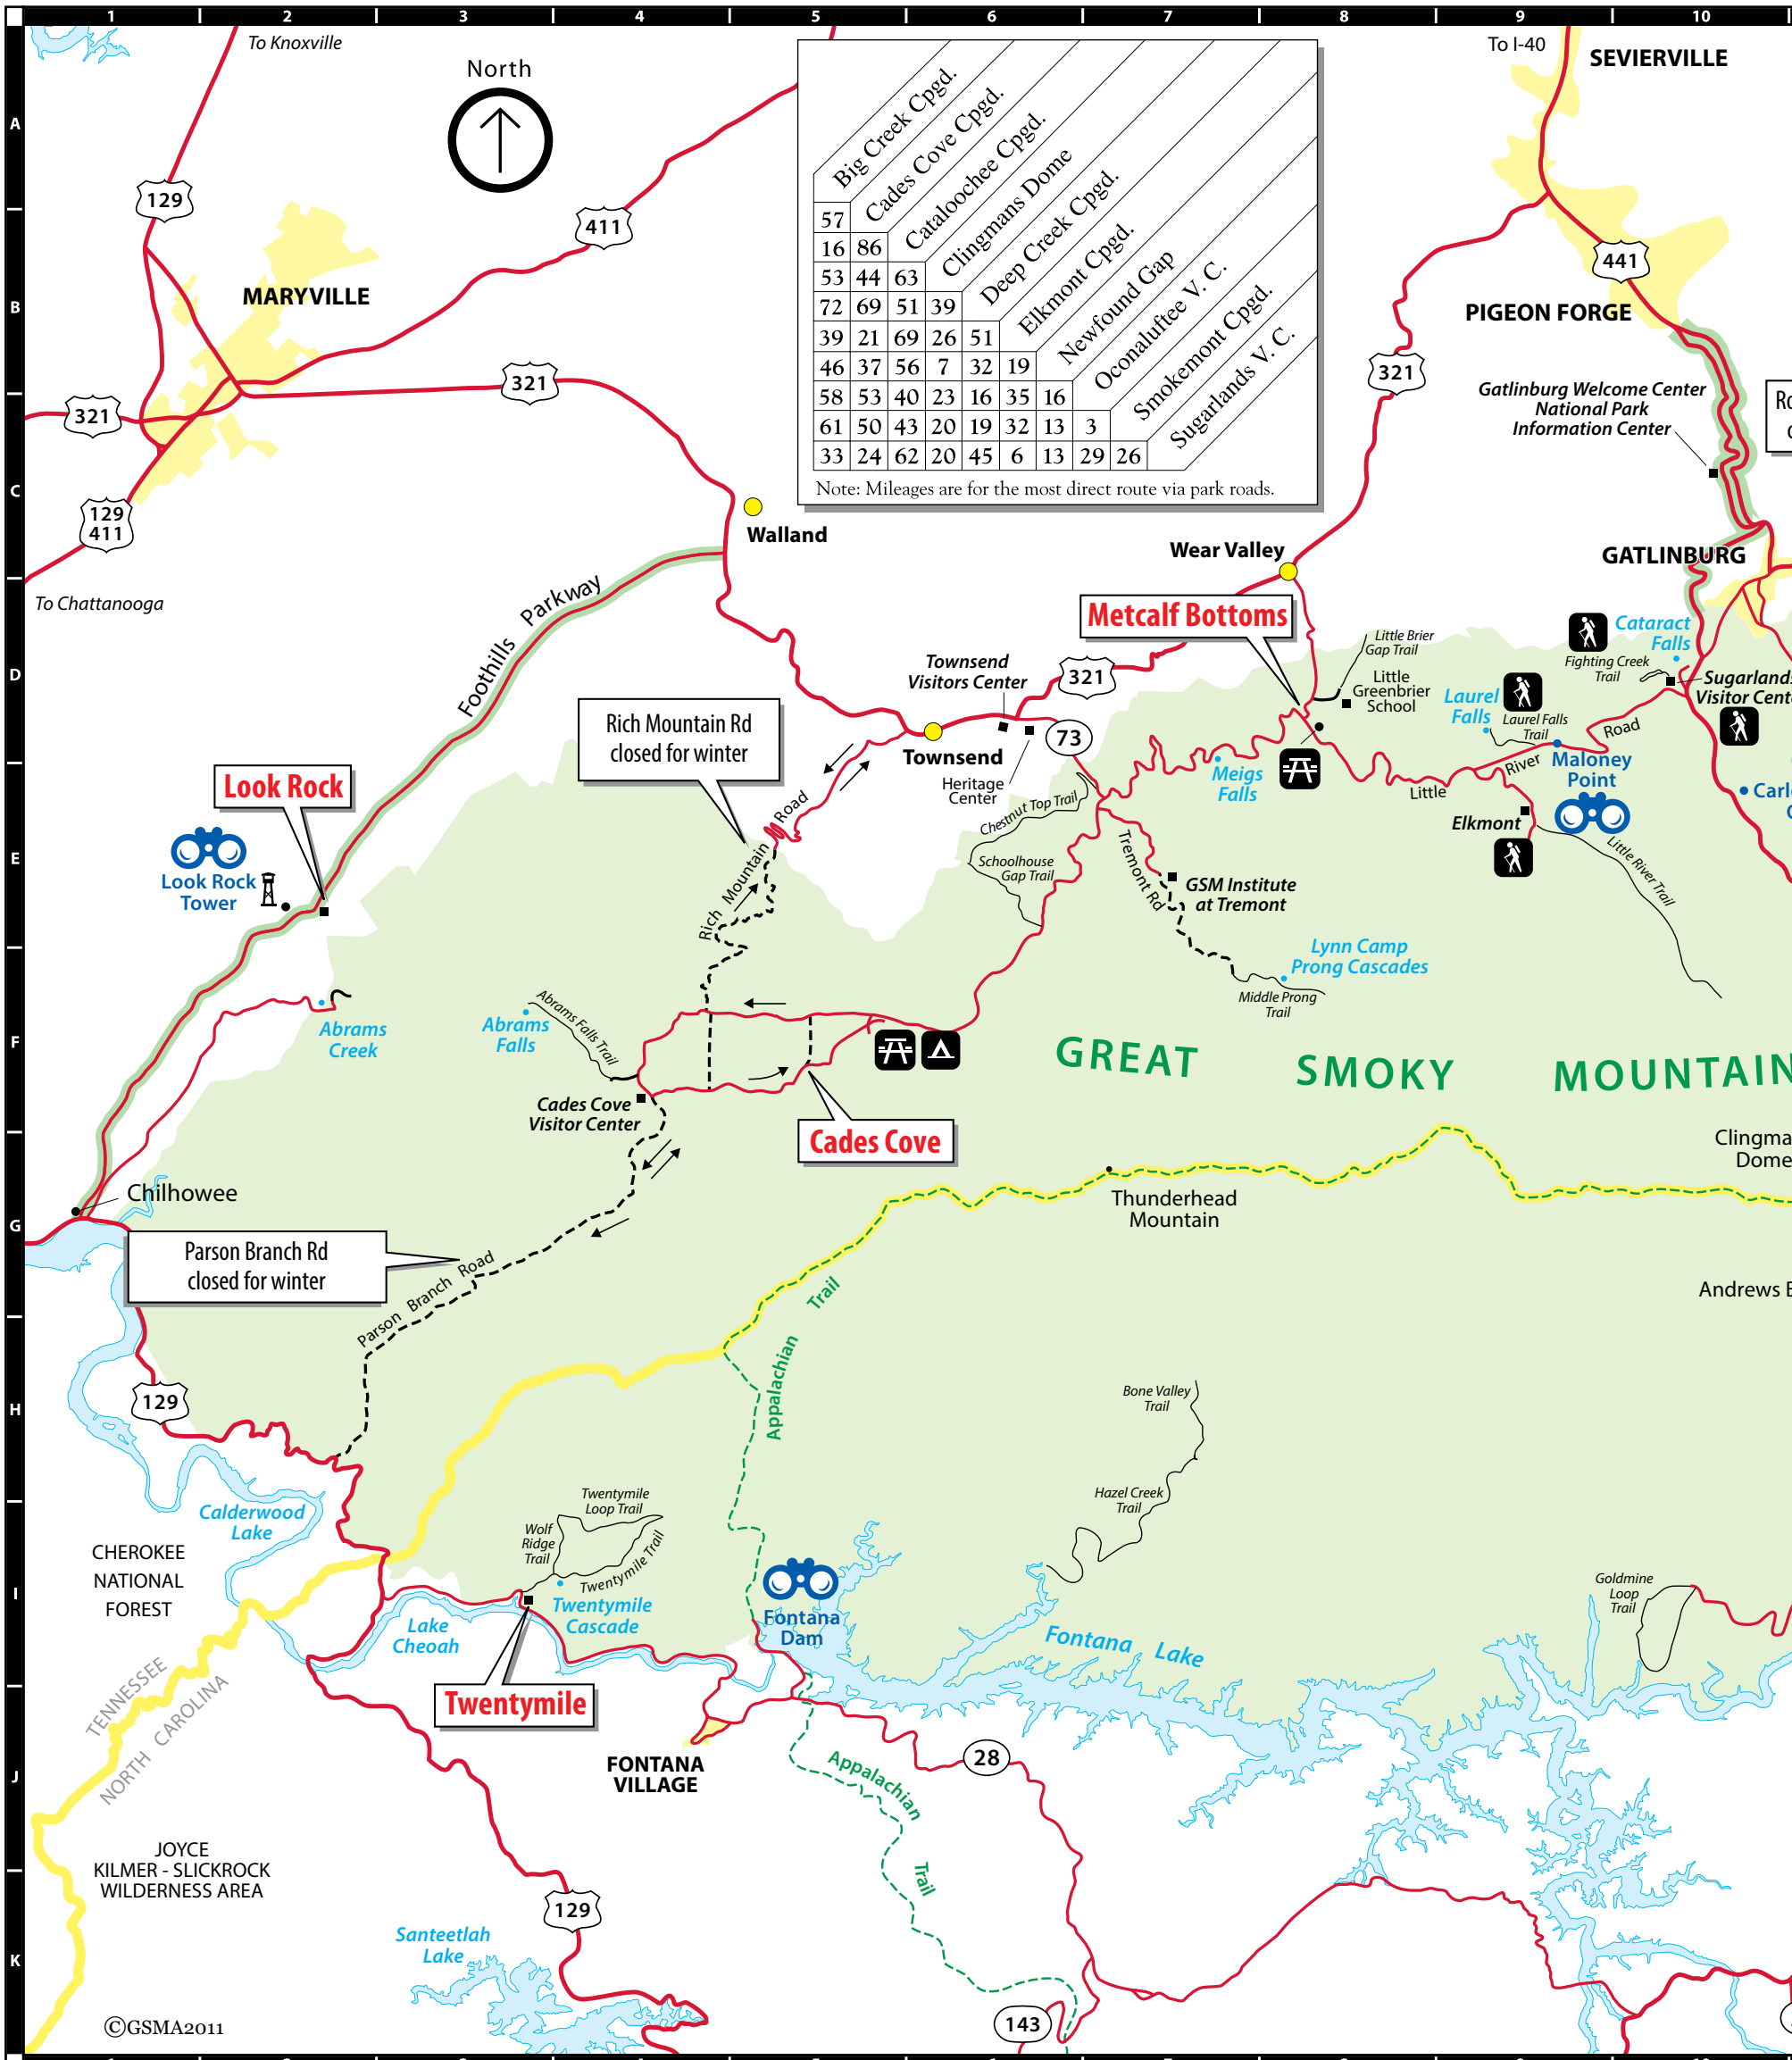 1 2 3 4 5 6 7 8 9 10
To Knoxville
North
To I-40
SEVIERVILLE
A
B
C
D
E
F
G
H
I
J
K
129
411
MARYVILLE
321
321
129
411
To Chattanooga
Big Creek Cpgd.
Cades Cove Cpgd.
Cataloochee Cpgd.
Clingmans Dome
Deep Creek Cpgd.
Elkmont Cpgd.
Newfound Gap
Oconaluftee V. C.
Smokemont Cpgd.
Sugarlands V. C.
57
16 86
53 44 63
72 69 51 39
39 21 69 26 51
46 37 56 7 32 19
58 53 40 23 16 35 16
61 50 43 20 19 32 13 3
33 24 62 20 45 6 13 29 26
Note: Mileages are for the most direct route via park roads.
441
PIGEON FORGE
321
Gatlinburg Welcome Center
National Park
Information Center
Walland
Wear Valley
GATLINBURG
Foothills Parkway
Metcalf Bottoms
Little Brier
Gap Trail
Little
Greenbrier
School
Cataract
Falls
Fighting Creek
Trail
Sugarlands
Visitor Cent
Laurel
Falls
Laurel Falls
Trail
Little River Road
Maloney
Point
Carl
Townsend
Visitors Center
321
73
Townsend
Heritage
Center
Rich Mountain Rd
closed for winter
Look Rock
Look Rock
Tower
Rich Mountain Road
Chestnut Top Trail
Schoolhouse
Gap Trail
Meigs
Falls
Tremont Rd
GSM Institute
at Tremont
Elkmont
Little River Trail
Lynn Camp
Prong Cascades
Middle Prong
Trail
Abrams
Creek
Abrams
Falls
Abrams Falls Trail
Cades Cove
Visitor Center
Cades Cove
GREAT SMOKY MOUNTAIN
Clingma
Dome
Thunderhead
Mountain
Andrews B
Chilhowee
Parson Branch Rd
closed for winter
Parson Branch Road
Appalachian Trail
129
Bone Valley
Trail
Hazel Creek
Trail
Calderwood
Lake
CHEROKEE
NATIONAL
FOREST
Twentymile
Loop Trail
Wolf
Ridge
Trail
Twentymile Trail
Twentymile
Cascade
Lake
Cheoah
Twentymile
Fontana
Dam
Fontana Lake
Goldmine
Loop
Trail
TENNESSEE
NORTH CAROLINA
FONTANA
VILLAGE
28
Appalachian Trail
JOYCE
KILMER - SLICKROCK
WILDERNESS AREA
129
Santeetlah
Lake
143
©GSMA2011